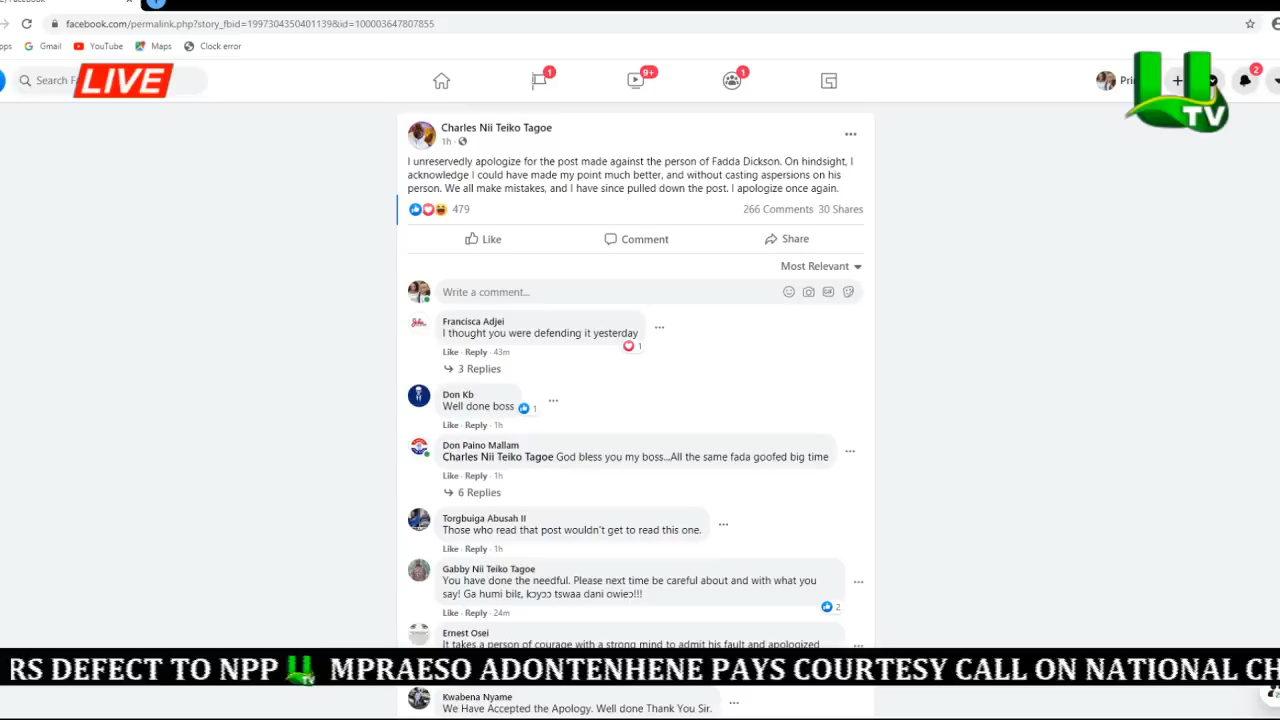 facebook.com/permalink.php?story_fbid=1997304350401139&id=100003647807855
Gmail YouTube Maps Clock error
Search
LIVE
1 9+ 1
2
UTV
Charles Nii Teiko Tagoe
1h ·
I unreservedly apologize for the post made against the person of Fadda Dickson. On hindsight, I
acknowledge I could have made my point much better, and without casting aspersions on his
person. We all make mistakes, and I have since pulled down the post. I apologize once again.
479 266 Comments 30 Shares
Like Comment Share
Most Relevant
Write a comment...
Francisca Adjei
I thought you were defending it yesterday
1
Like · Reply · 43m
3 Replies
Don Kb
Well done boss
1
Like · Reply · 1h
Don Paino Mallam
Charles Nii Teiko Tagoe God bless you my boss...All the same fada goofed big time
Like · Reply · 1h
6 Replies
Torgbuiga Abusah II
Those who read that post wouldn't get to read this one.
Like · Reply · 1h
Gabby Nii Teiko Tagoe
You have done the needful. Please next time be careful about and with what you
say! Ga humi bilɛ, kɔyɔɔ tswaa dani owieɔ!!!
2
Like · Reply · 24m
Ernest Osei
It takes a person of courage with a strong mind to admit his fault and apologized
RS DEFECT TO NPP UTV MPRAESO ADONTENHENE PAYS COURTESY CALL ON NATIONAL CH
Kwabena Nyame
We Have Accepted the Apology. Well done Thank You Sir.